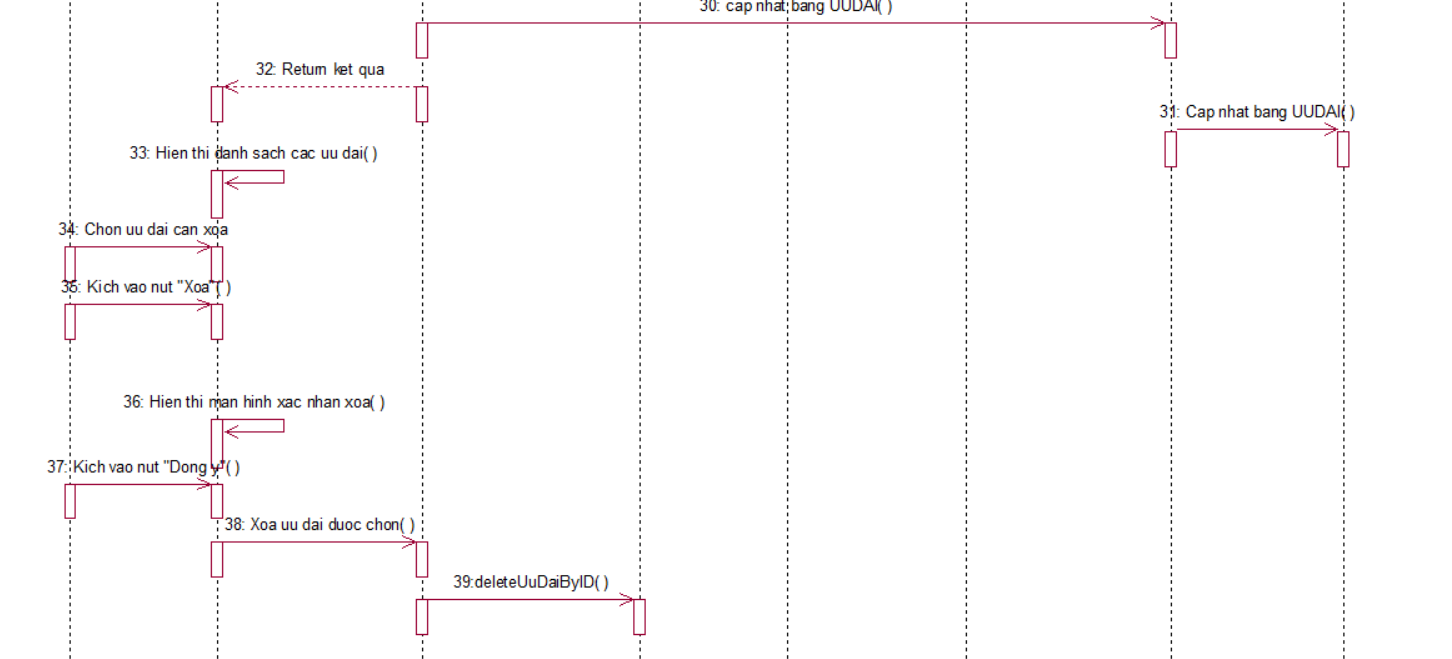 30: cap nhat bang UUDAI( )
32: Return ket qua
31: Cap nhat bang UUDAI( )
33: Hien thi danh sach cac uu dai( )
34: Chon uu dai can xoa
35: Kich vao nut "Xoa"( )
36: Hien thi man hinh xac nhan xoa( )
37: Kich vao nut "Dong y"( )
38: Xoa uu dai duoc chon( )
39:deleteUuDaiByID( )